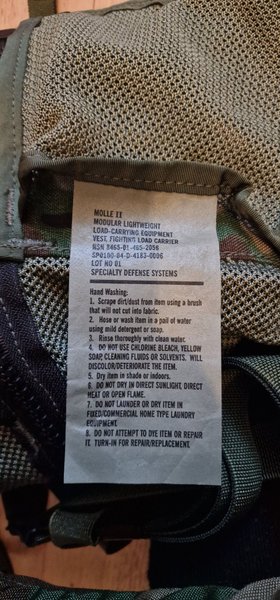 MOLLE II
MODULAR LIGHTWEIGHT
LOAD-CARRYING EQUIPMENT
VEST, FIGHTING LOAD CARRIER
NSN 8465-01-465-2056
SP0100-04-D-4183-0006
LOT NO 01
SPECIALTY DEFENSE SYSTEMS
Hand Washing:
1. Scrape dirt/dust from item using a brush
that will not cut into fabric.
2. Hose or wash item in a pail of water
using mild detergent or soap.
3. Rinse thoroughly with clean water.
4. DO NOT USE CHLORINE BLEACH, YELLOW
SOAP, CLEANING FLUIDS OR SOLVENTS. WILL
DISCOLOR/DETERIORATE THE ITEM.
5. Dry item in shade or indoors.
6. DO NOT DRY IN DIRECT SUNLIGHT, DIRECT
HEAT OR OPEN FLAME.
7. DO NOT LAUNDER OR DRY ITEM IN
FIXED/COMMERCIAL HOME TYPE LAUNDRY
EQUIPMENT.
8. DO NOT ATTEMPT TO DYE ITEM OR REPAIR
IT. TURN-IN FOR REPAIR/REPLACEMENT.